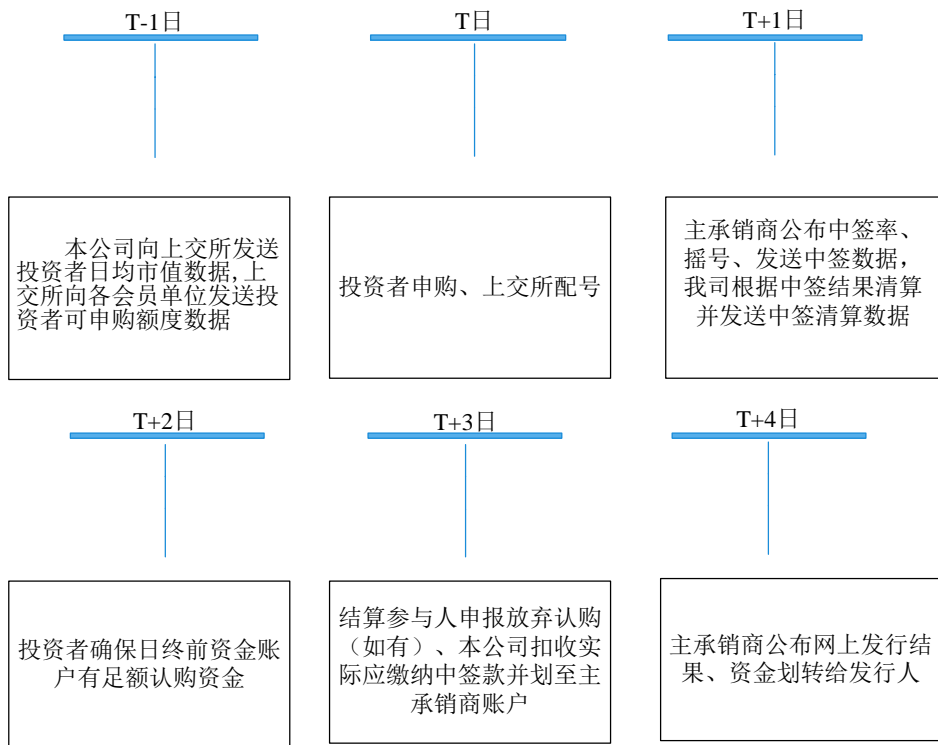 T-1日
T日
T+1日
本公司向上交所发送
投资者日均市值数据,上
交所向各会员单位发送投
资者可申购额度数据
投资者申购、上交所配号
主承销商公布中签率、
摇号、发送中签数据，
我司根据中签结果清算
并发送中签清算数据
T+2日
T+3日
T+4日
投资者确保日终前资金账
户有足额认购资金
结算参与人申报放弃认购
（如有）、本公司扣收实
际应缴纳中签款并划至主
承销商账户
主承销商公布网上发行结
果、资金划转给发行人